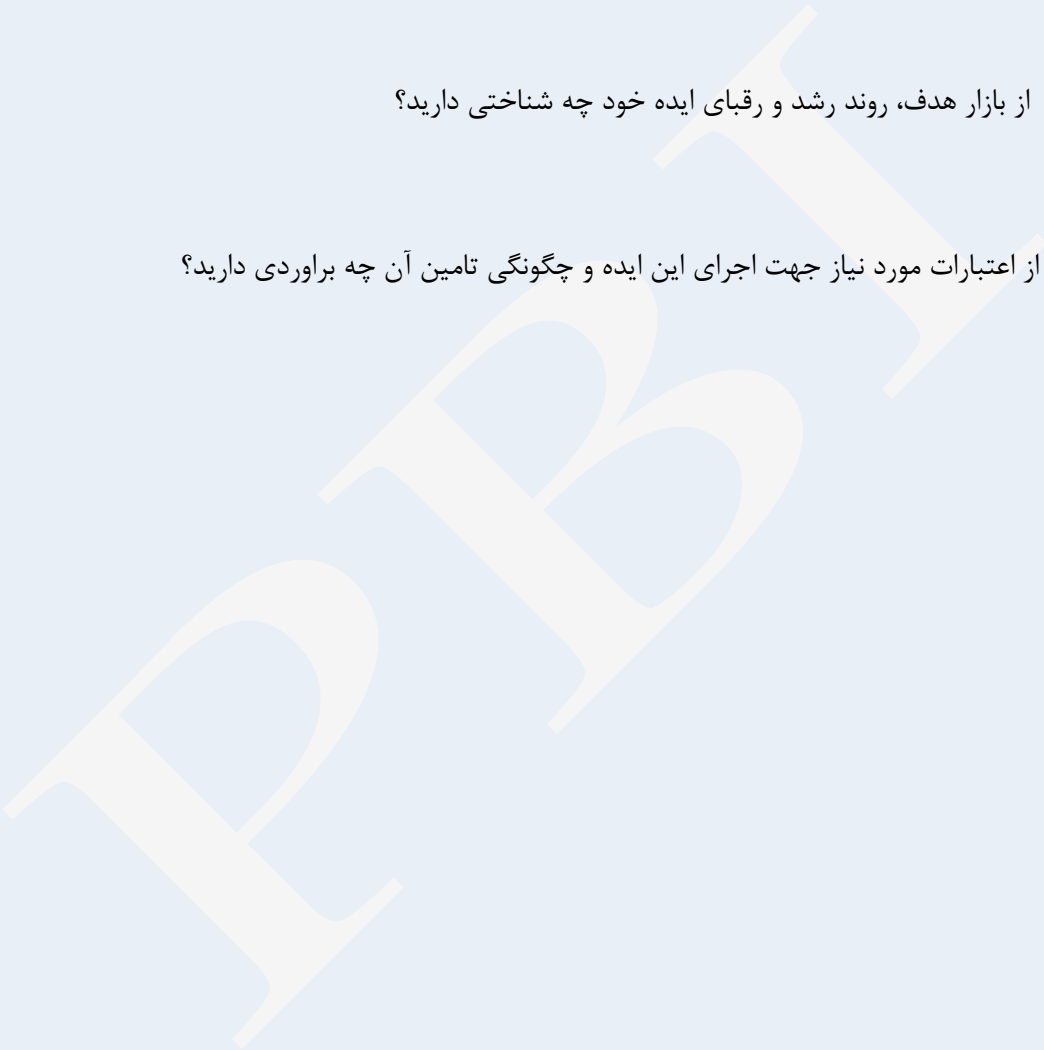 از بازار هدف، روند رشد و رقبای ایده خود چه شناختی دارید؟
از اعتبارات مورد نیاز جهت اجرای این ایده و چگونگی تامین آن چه براوردی دارید؟
PBI